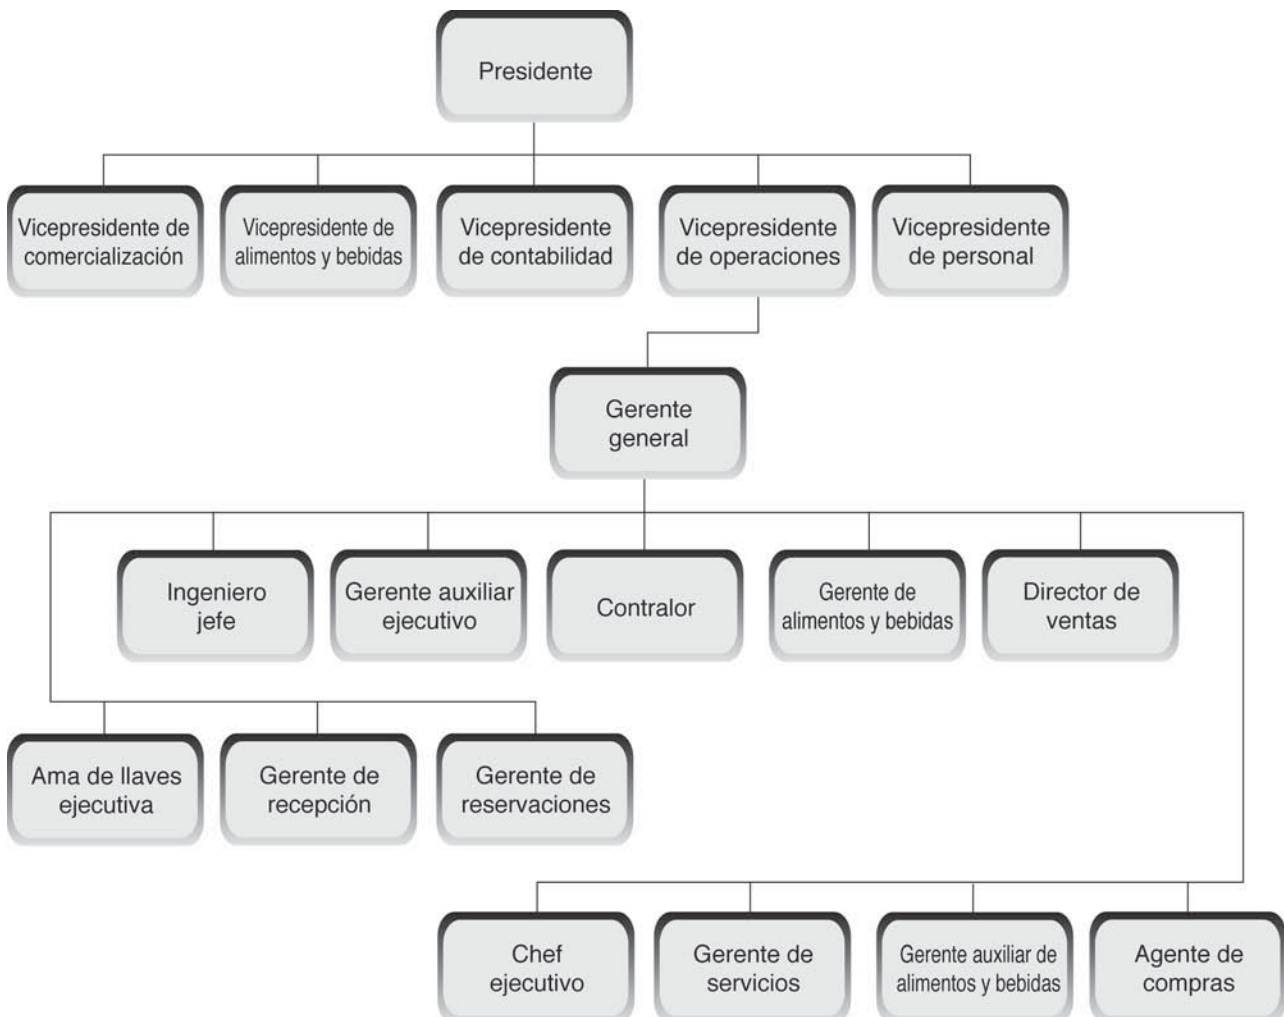 Presidente
Vicepresidente de
comercialización
Vicepresidente de
alimentos y bebidas
Vicepresidente
de contabilidad
Vicepresidente
de operaciones
Vicepresidente
de personal
Gerente
general
Ingeniero
jefe
Gerente auxiliar
ejecutivo
Contralor
Gerente de
alimentos y bebidas
Director de
ventas
Ama de llaves
ejecutiva
Gerente de
recepción
Gerente de
reservaciones
Chef
ejecutivo
Gerente de
servicios
Gerente auxiliar de
alimentos y bebidas
Agente de
compras